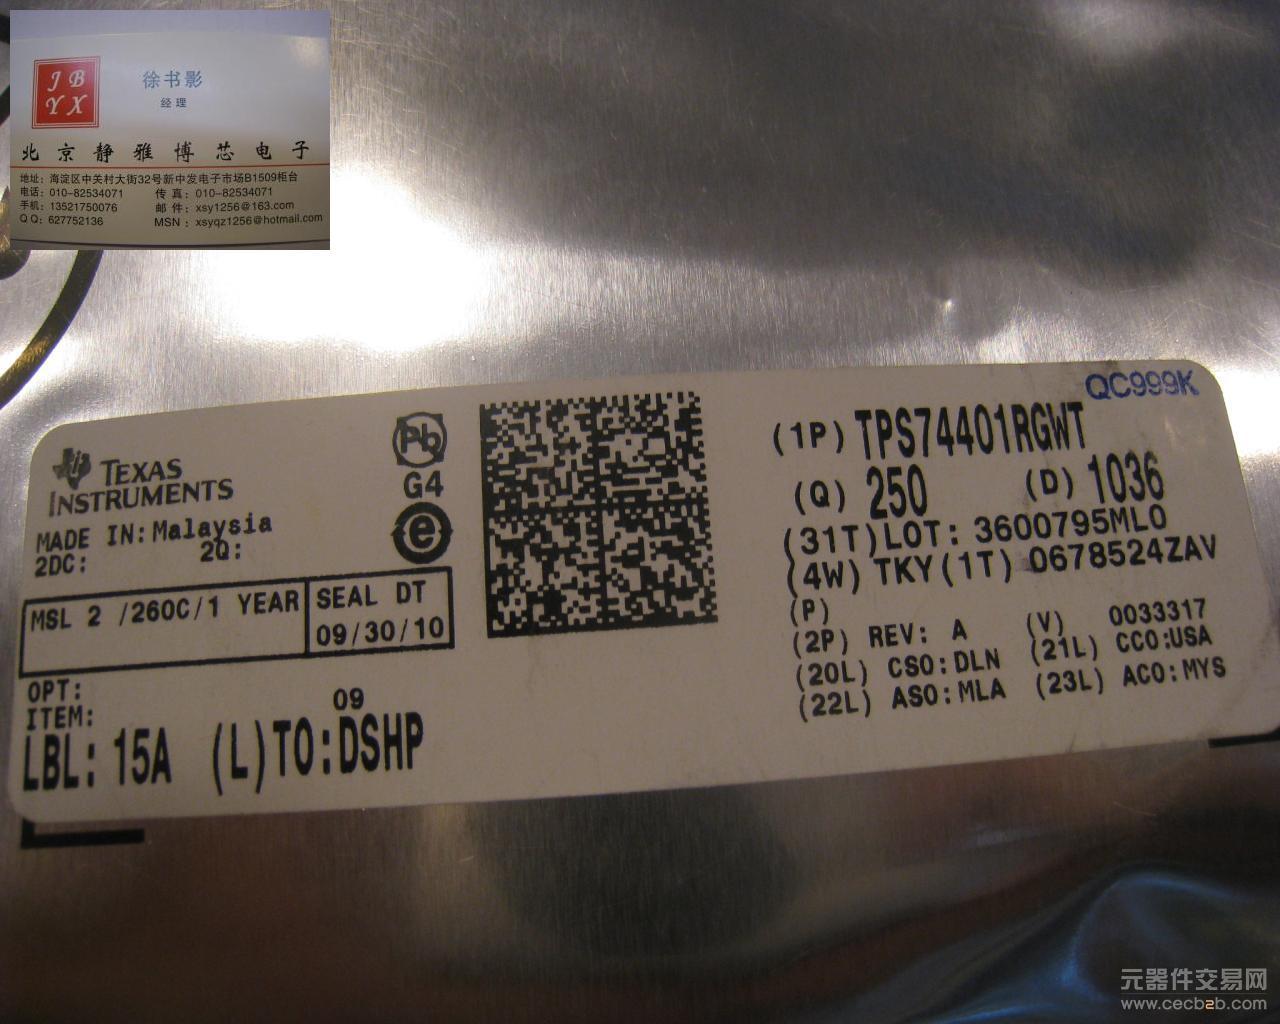 J B
Y X
徐书影
经理
北京静雅博芯电子
地址：海淀区中关村大街32号新中发电子市场B1509柜台
电话：010-82534071 传真：010-82534071
手机：13521750076 邮件：xsy1256@163.com
QQ：627752136 MSN：xsyqz1256@hotmail.com
QC999K
TEXAS
INSTRUMENTS
MADE IN: Malaysia
2DC: 2Q:
Pb
G4
e
MSL 2 /260C/1 YEAR
SEAL DT
09/30/10
OPT:
ITEM: 09
LBL: 15A (L)TO:DSHP
(1P) TPS74401RGWT
(Q) 250 (D) 1036
(31T)LOT: 3600795ML0
(4W) TKY(1T) 0678524ZAV
(P)
(2P) REV: A (V) 0033317
(20L) CSO:DLN (21L) CCO:USA
(22L) ASO:MLA (23L) ACO:MYS
元器件交易网
www.cecb2b.com